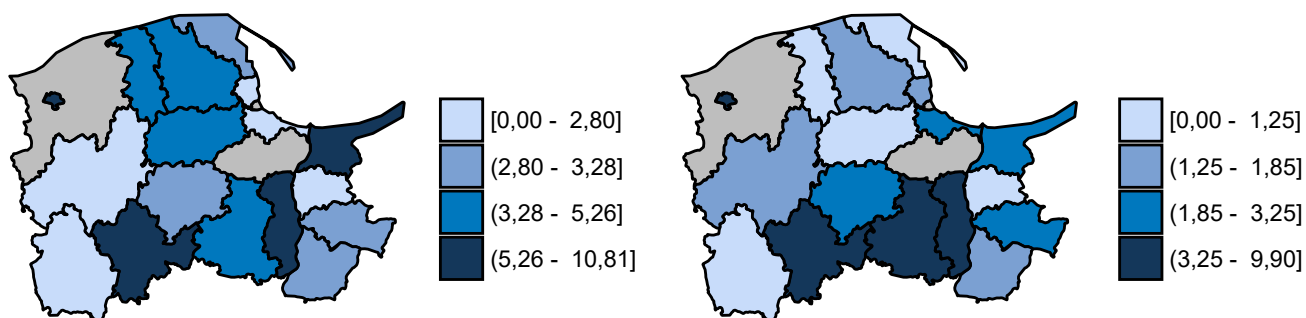 [0,00 - 2,80]
(2,80 - 3,28]
(3,28 - 5,26]
(5,26 - 10,81]
[0,00 - 1,25]
(1,25 - 1,85]
(1,85 - 3,25]
(3,25 - 9,90]